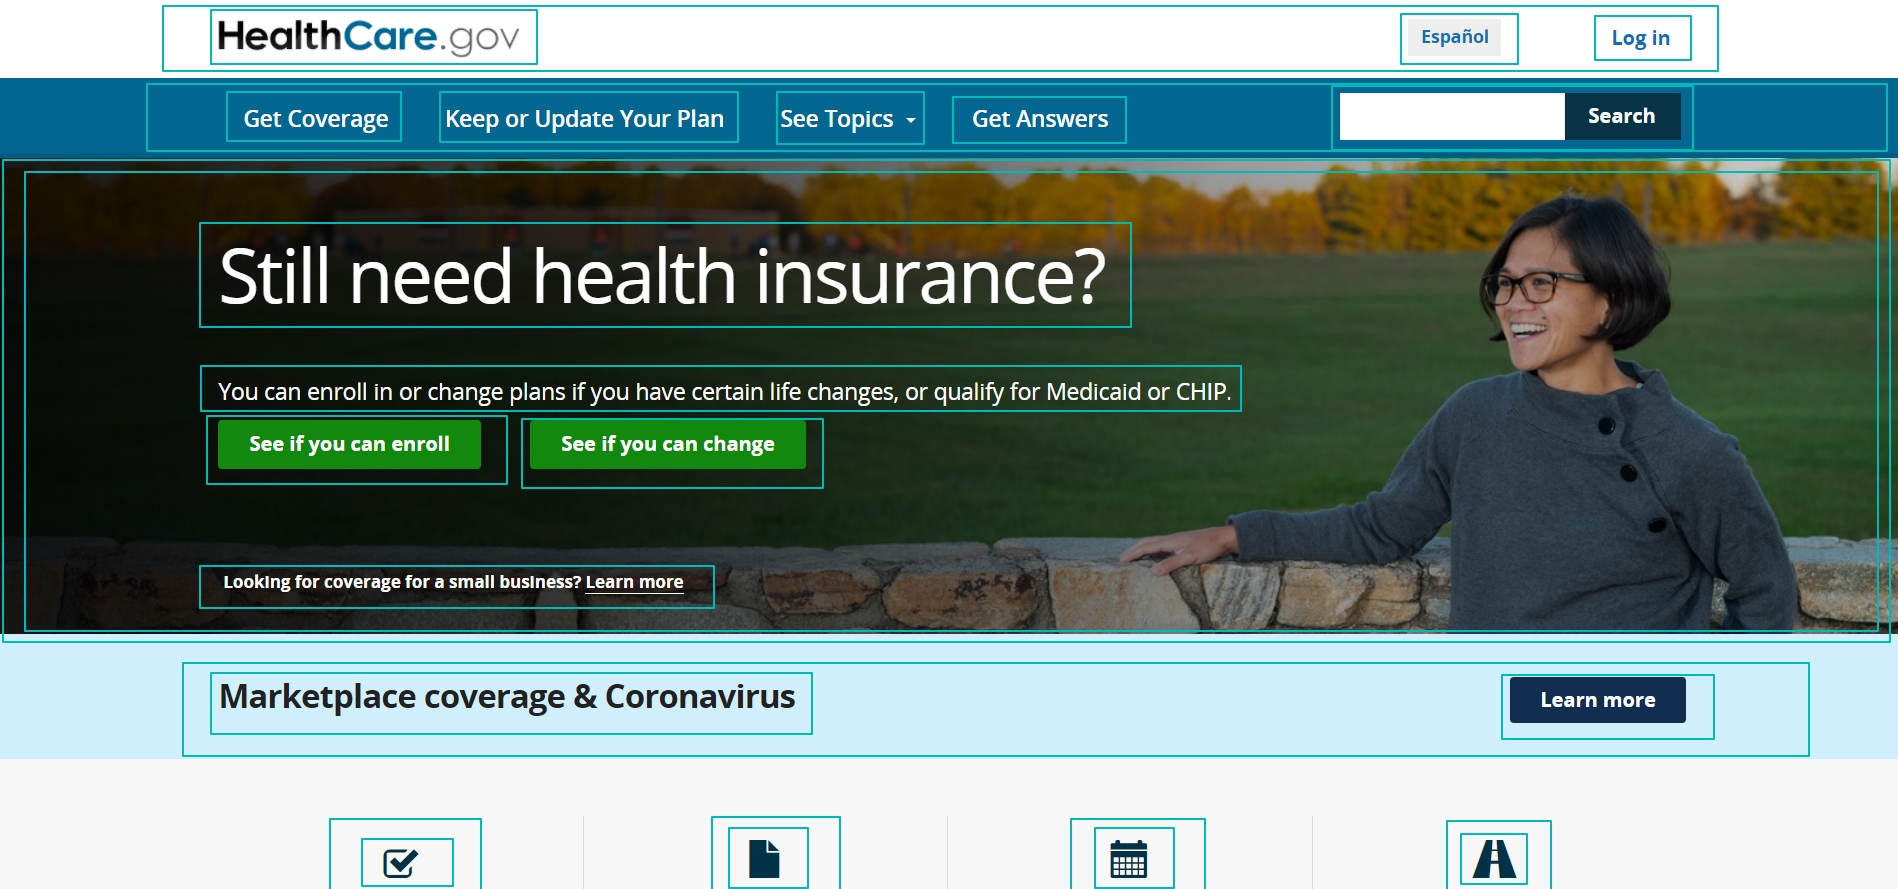 HealthCare.gov
Español
Log in
Get Coverage
Keep or Update Your Plan
See Topics
Get Answers
Search
Still need health insurance?
You can enroll in or change plans if you have certain life changes, or qualify for Medicaid or CHIP.
See if you can enroll
See if you can change
Looking for coverage for a small business? Learn more
Marketplace coverage & Coronavirus
Learn more